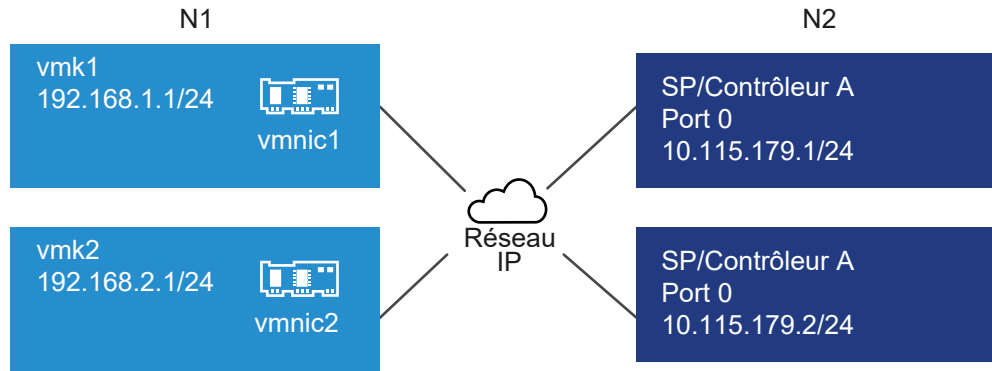 N1
N2
vmk1
192.168.1.1/24
vmnic1
SP/Contrôleur A
Port 0
10.115.179.1/24
Réseau
IP
vmk2
192.168.2.1/24
vmnic2
SP/Contrôleur A
Port 0
10.115.179.2/24